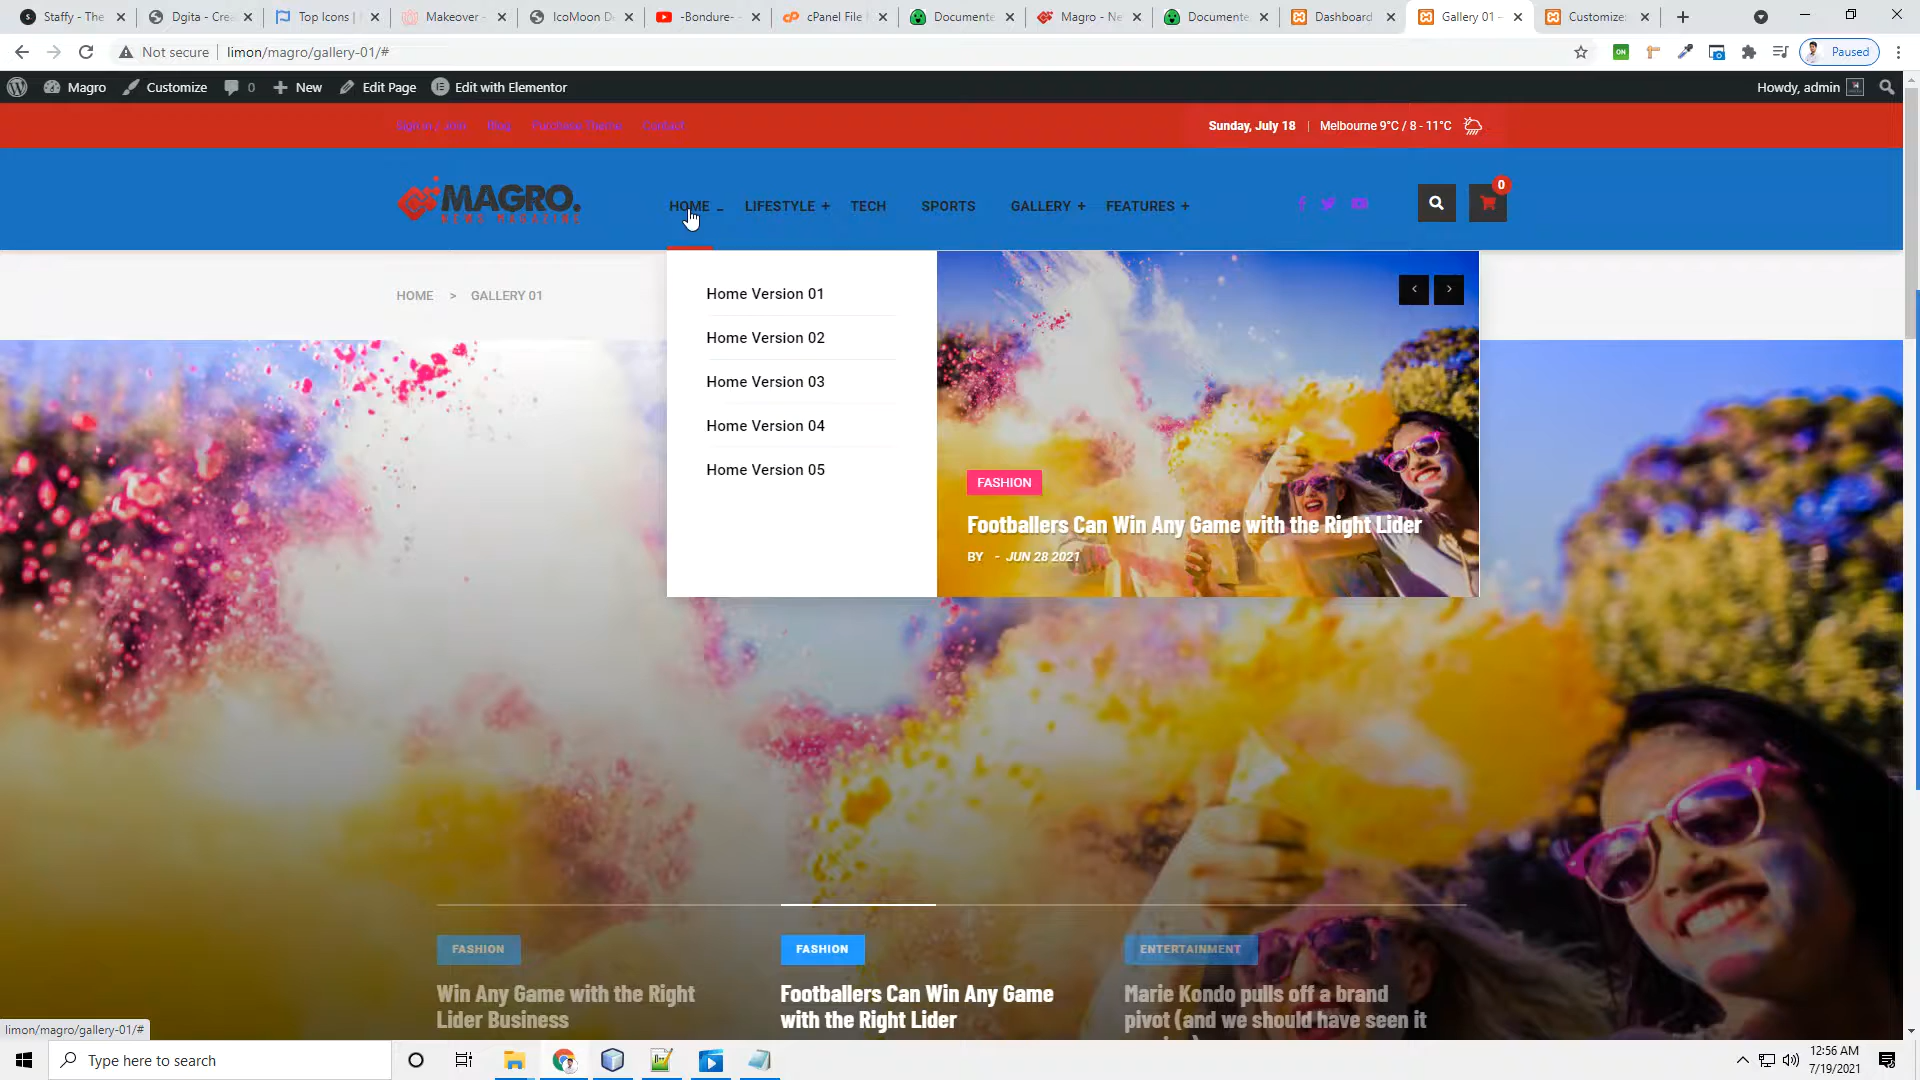 Staffy - The
Dgita - Crea
Top Icons |
Makeover -
IcoMoon D
-Bondure-
cPanel File
Documente
Magro - Ne
Documente
Dashboard
Gallery 01 -
Customize
Not secure
limon/magro/gallery-01/#
Paused
Magro
Customize
0
New
Edit Page
Edit with Elementor
Howdy, admin
Sign in / Join
Blog
Purchase Theme
Contact
Sunday, July 18 | Melbourne 9°C / 8 - 11°C
MAGRO.
NEWS MAGAZINE
HOME _
LIFESTYLE +
TECH
SPORTS
GALLERY +
FEATURES +
0
HOME > GALLERY 01
Home Version 01
Home Version 02
Home Version 03
Home Version 04
Home Version 05
FASHION
Footballers Can Win Any Game with the Right Lider
BY - JUN 28 2021
FASHION
Win Any Game with the Right
Lider Business
FASHION
Footballers Can Win Any Game
with the Right Lider
ENTERTAINMENT
Marie Kondo pulls off a brand
pivot (and we should have seen it
limon/magro/gallery-01/#
Type here to search
12:56 AM
7/19/2021